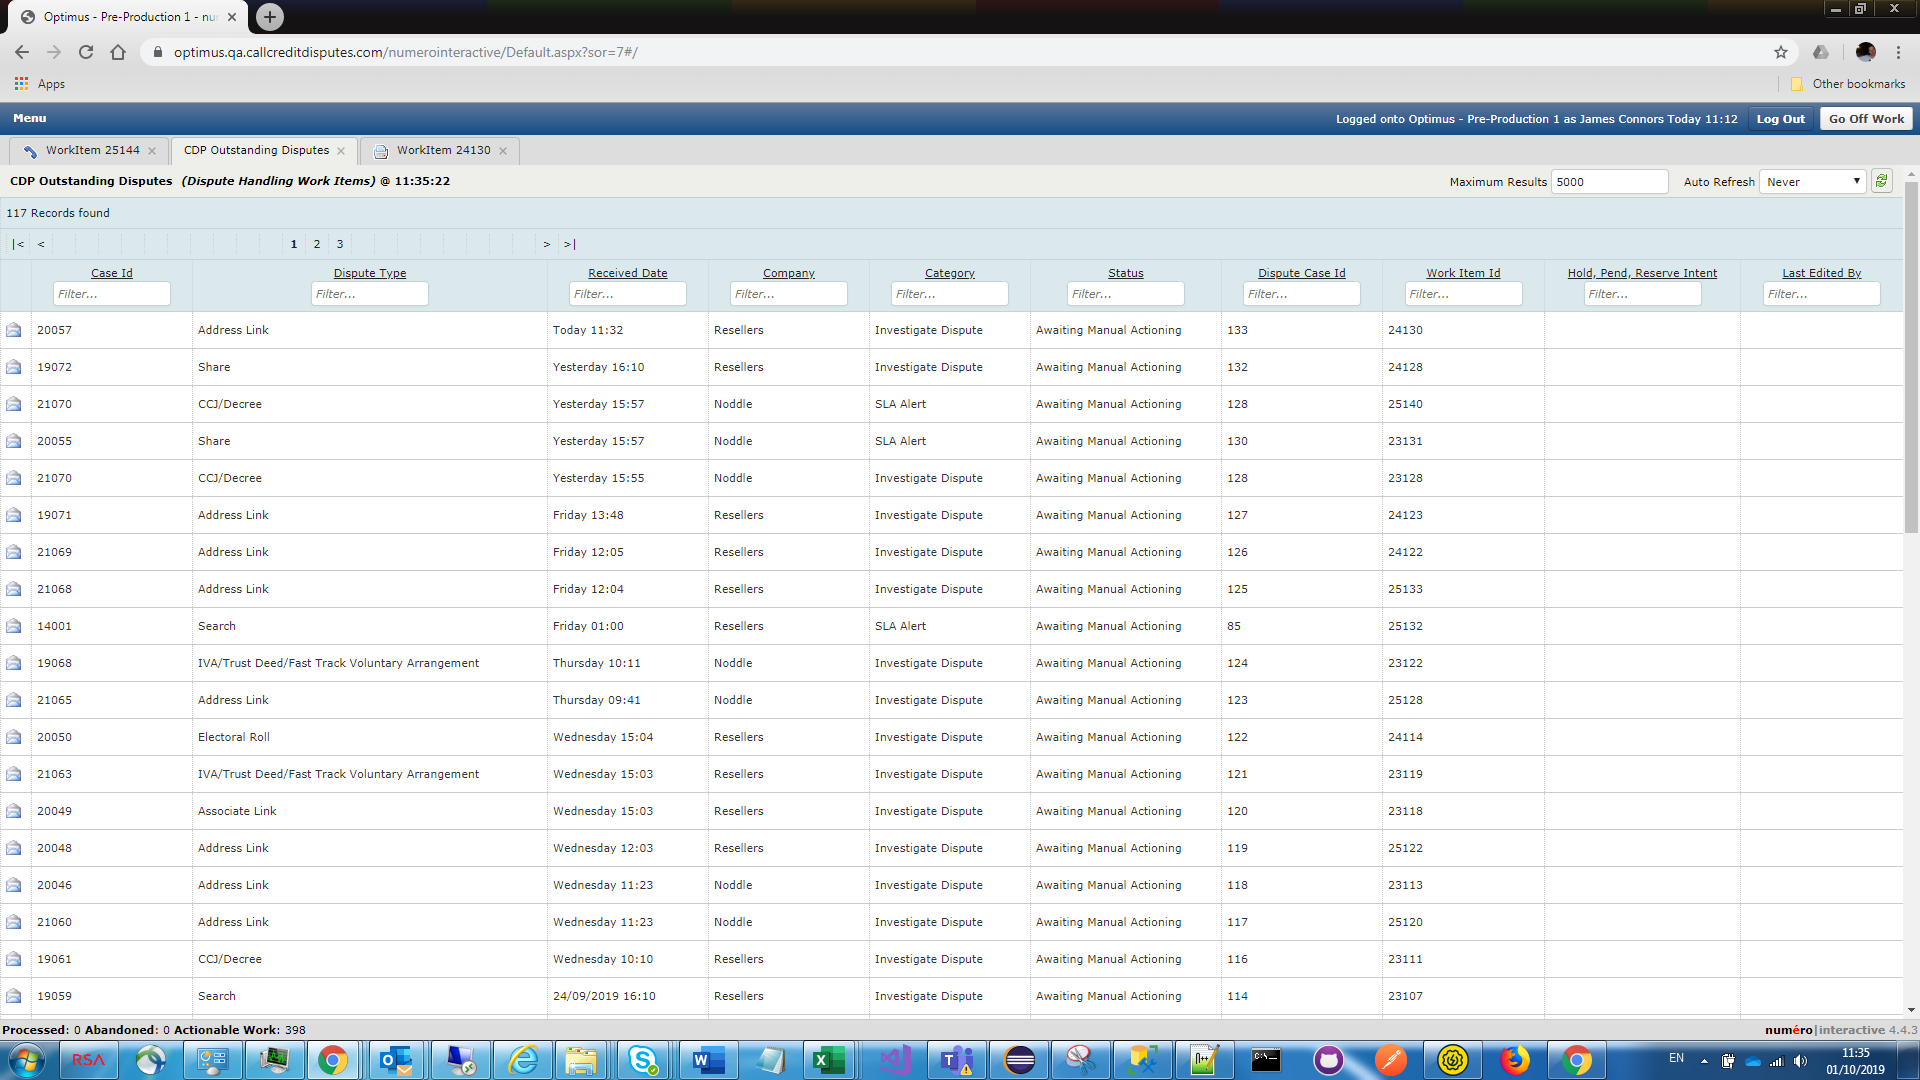 Optimus - Pre-Production 1 - nu
optimus.qa.callcreditdisputes.com/numerointeractive/Default.aspx?sor=7#/
Apps
Other bookmarks
Menu
Logged onto Optimus - Pre-Production 1 as James Connors Today 11:12
Log Out
Go Off Work
WorkItem 25144
CDP Outstanding Disputes
WorkItem 24130
CDP Outstanding Disputes (Dispute Handling Work Items) @ 11:35:22
Maximum Results 5000 Auto Refresh Never
117 Records found
|< < 1 2 3 > >|
Case Id Dispute Type Received Date Company Category Status Dispute Case Id Work Item Id Hold, Pend, Reserve Intent Last Edited By
Filter... Filter... Filter... Filter... Filter... Filter... Filter... Filter... Filter... Filter...
20057 Address Link Today 11:32 Resellers Investigate Dispute Awaiting Manual Actioning 133 24130
19072 Share Yesterday 16:10 Resellers Investigate Dispute Awaiting Manual Actioning 132 24128
21070 CCJ/Decree Yesterday 15:57 Noddle SLA Alert Awaiting Manual Actioning 128 25140
20055 Share Yesterday 15:57 Noddle SLA Alert Awaiting Manual Actioning 130 23131
21070 CCJ/Decree Yesterday 15:55 Noddle Investigate Dispute Awaiting Manual Actioning 128 23128
19071 Address Link Friday 13:48 Resellers Investigate Dispute Awaiting Manual Actioning 127 24123
21069 Address Link Friday 12:05 Resellers Investigate Dispute Awaiting Manual Actioning 126 24122
21068 Address Link Friday 12:04 Resellers Investigate Dispute Awaiting Manual Actioning 125 25133
14001 Search Friday 01:00 Resellers SLA Alert Awaiting Manual Actioning 85 25132
19068 IVA/Trust Deed/Fast Track Voluntary Arrangement Thursday 10:11 Noddle Investigate Dispute Awaiting Manual Actioning 124 23122
21065 Address Link Thursday 09:41 Noddle Investigate Dispute Awaiting Manual Actioning 123 25128
20050 Electoral Roll Wednesday 15:04 Resellers Investigate Dispute Awaiting Manual Actioning 122 24114
21063 IVA/Trust Deed/Fast Track Voluntary Arrangement Wednesday 15:03 Resellers Investigate Dispute Awaiting Manual Actioning 121 23119
20049 Associate Link Wednesday 15:03 Resellers Investigate Dispute Awaiting Manual Actioning 120 23118
20048 Address Link Wednesday 12:03 Resellers Investigate Dispute Awaiting Manual Actioning 119 25122
20046 Address Link Wednesday 11:23 Noddle Investigate Dispute Awaiting Manual Actioning 118 23113
21060 Address Link Wednesday 11:23 Noddle Investigate Dispute Awaiting Manual Actioning 117 25120
19061 CCJ/Decree Wednesday 10:10 Resellers Investigate Dispute Awaiting Manual Actioning 116 23111
19059 Search 24/09/2019 16:10 Resellers Investigate Dispute Awaiting Manual Actioning 114 23107
Processed: 0 Abandoned: 0 Actionable Work: 398
numéro|interactive 4.4.3
RSA
EN
11:35
01/10/2019